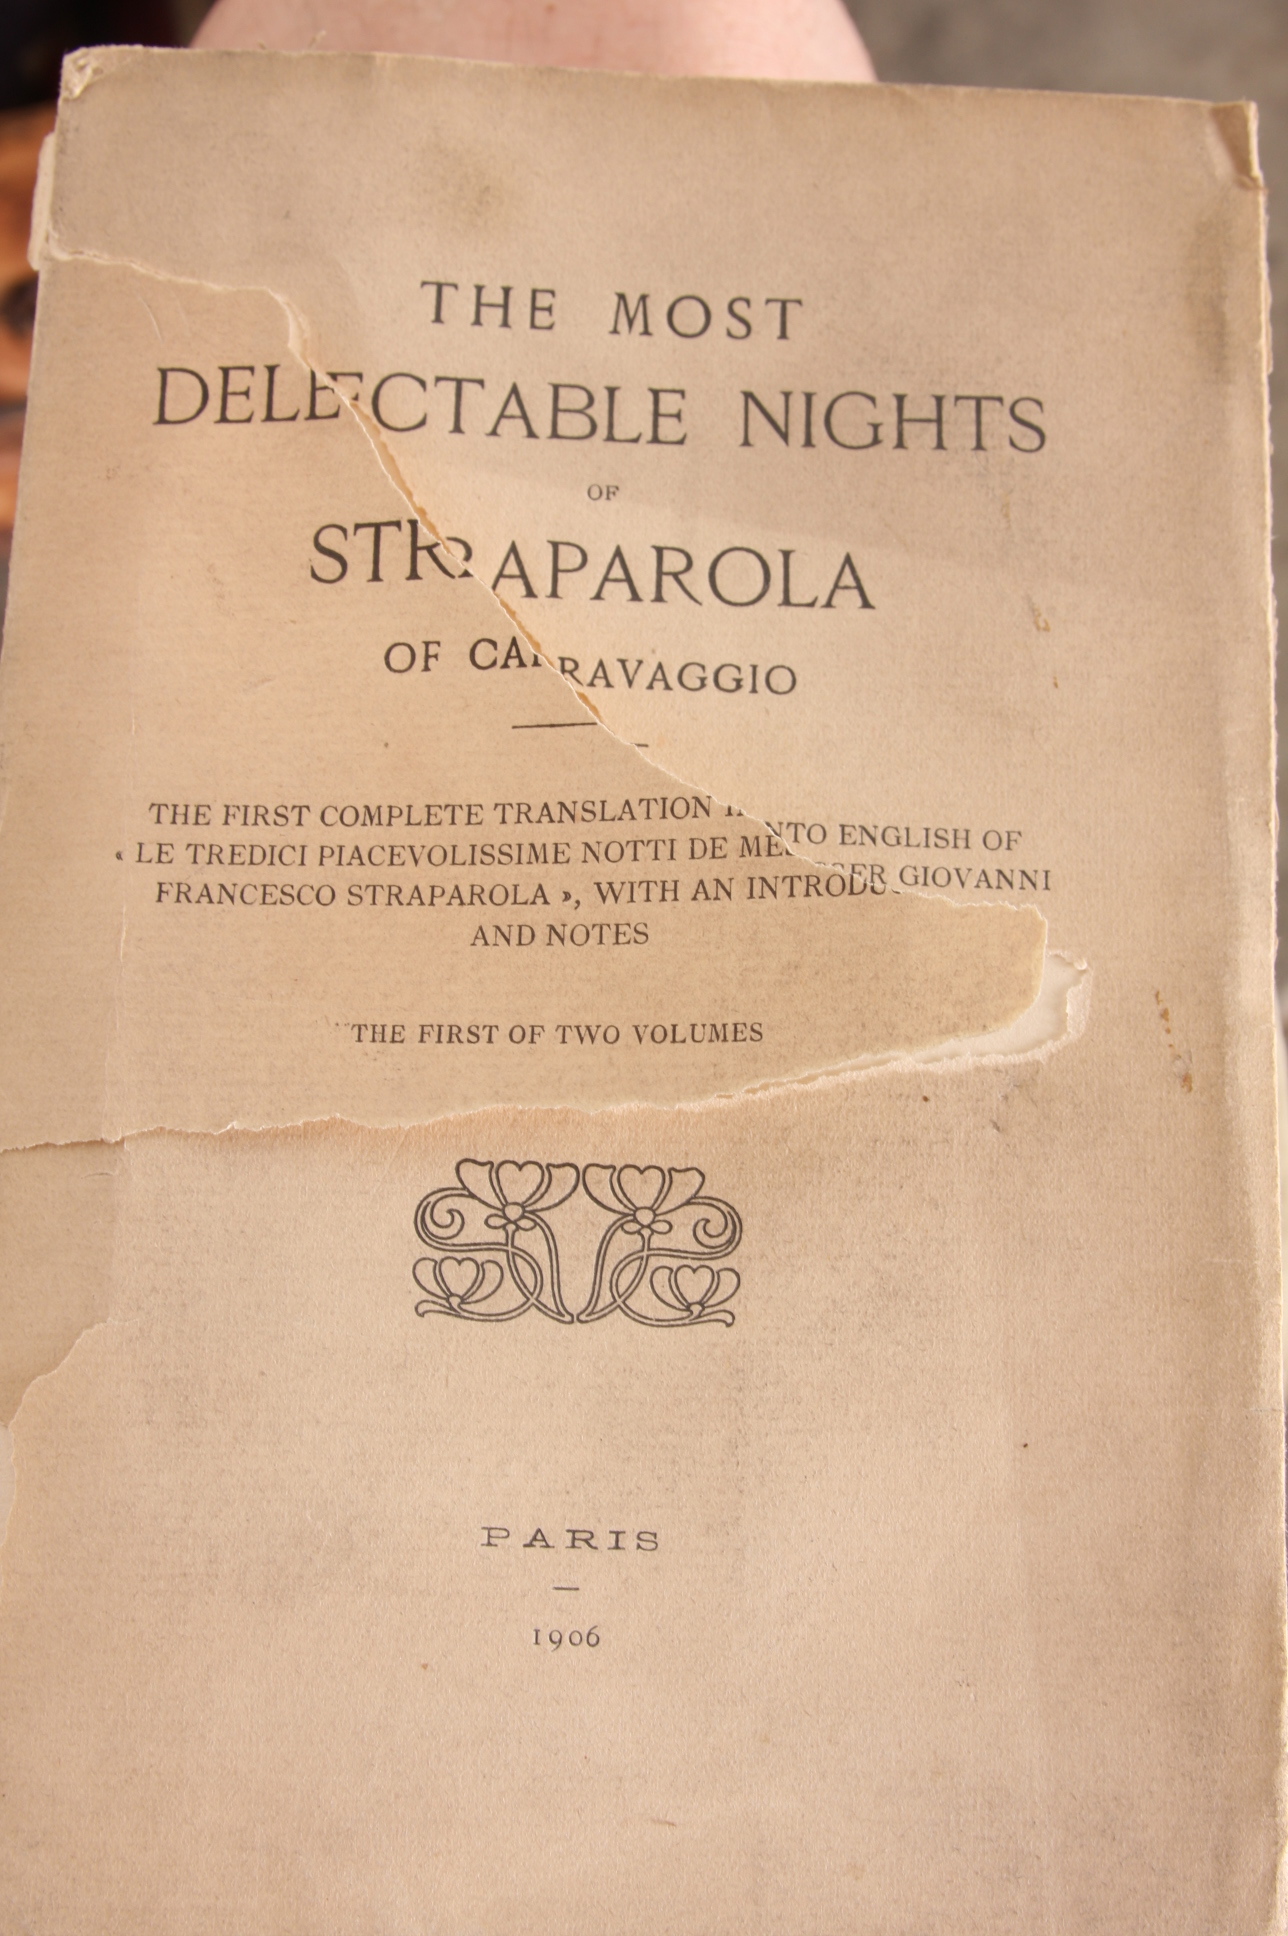 THE MOST
DELECTABLE NIGHTS
OF
STRAPAROLA
OF CARAVAGGIO
THE FIRST COMPLETE TRANSLATION INTO ENGLISH OF
« LE TREDICI PIACEVOLISSIME NOTTI DE MESSER GIOVANNI
FRANCESCO STRAPAROLA », WITH AN
AND NOTES
THE FIRST OF TWO VOLUMES
PARIS
1906